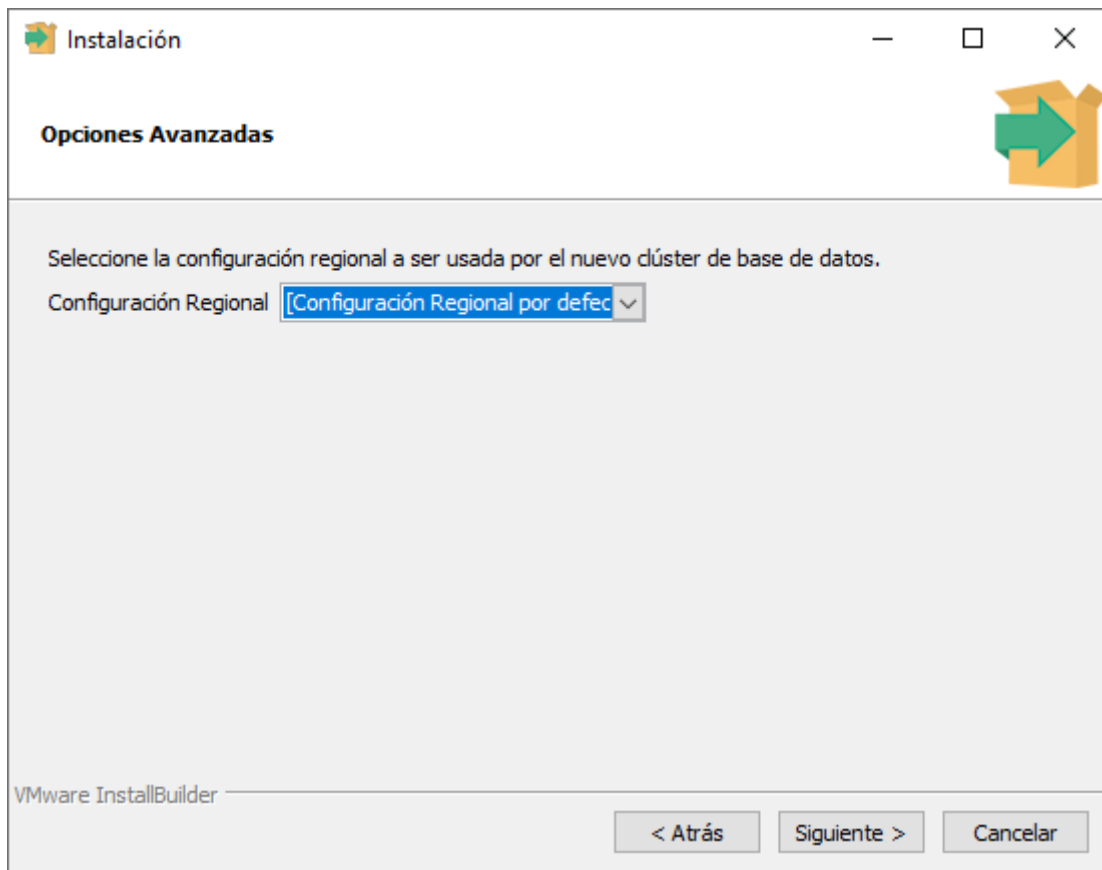 Instalación
Opciones Avanzadas
Seleccione la configuración regional a ser usada por el nuevo clúster de base de datos.
Configuración Regional [Configuración Regional por defec
VMware InstallBuilder
< Atrás Siguiente > Cancelar